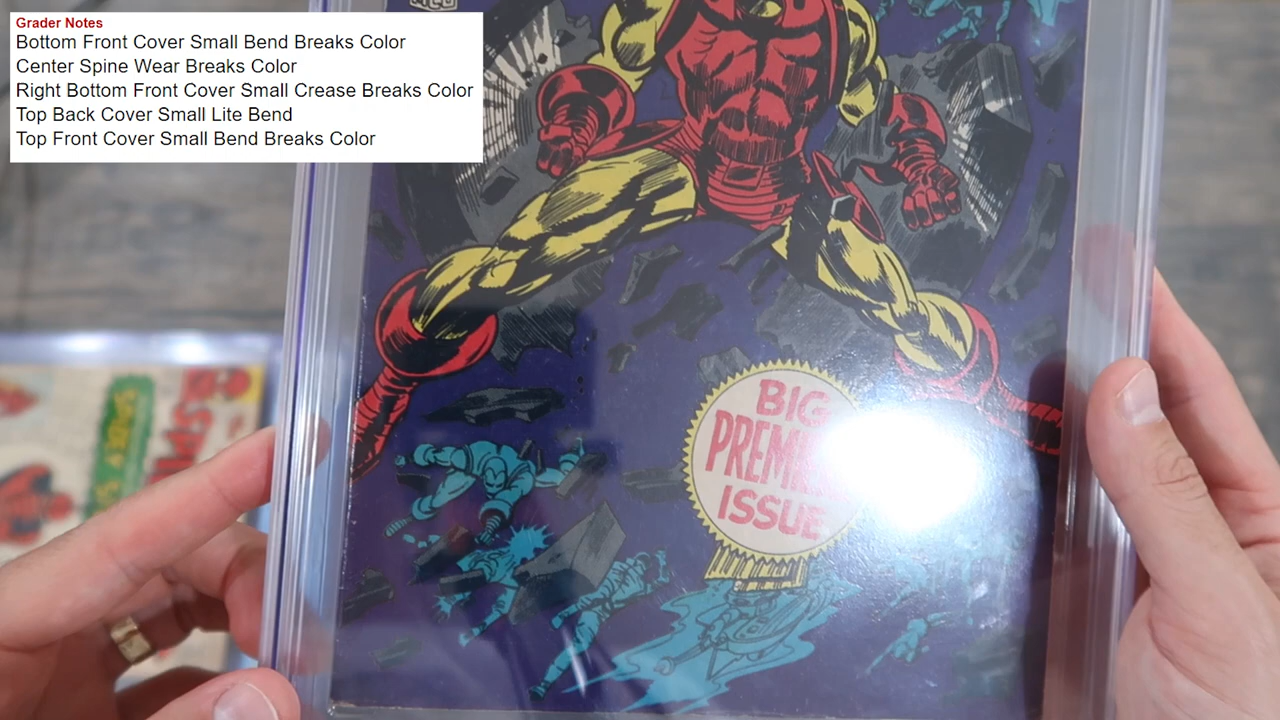 Grader Notes
Bottom Front Cover Small Bend Breaks Color
Center Spine Wear Breaks Color
Right Bottom Front Cover Small Crease Breaks Color
Top Back Cover Small Lite Bend
Top Front Cover Small Bend Breaks Color
BIG
ISSUE